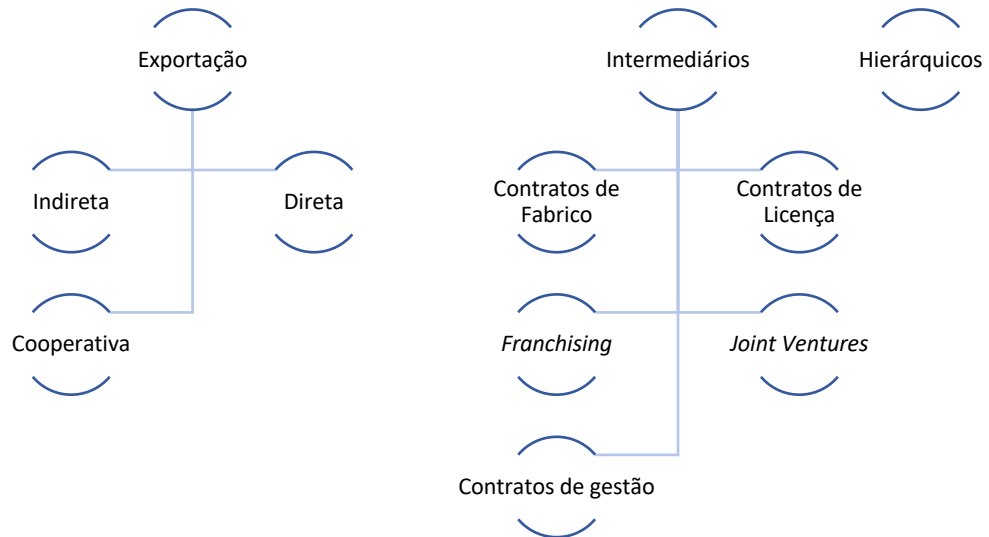 Exportação
Intermediários
Hierárquicos
Indireta
Direta
Contratos de
Fabrico
Contratos de
Licença
Cooperativa
Franchising
Joint Ventures
Contratos de gestão